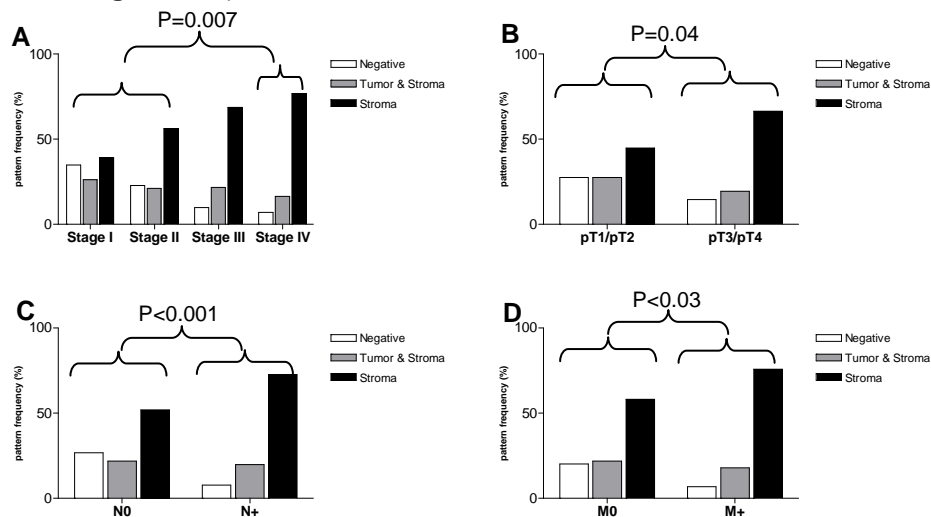 A
P=0.007
100
50
0
pattern frequency (%)
Stage I Stage II Stage III Stage IV
Negative
Tumor & Stroma
Stroma
B
P=0.04
100
50
0
pattern frequency (%)
pT1/pT2 pT3/pT4
Negative
Tumor & Stroma
Stroma
C
P<0.001
100
50
0
pattern frequency (%)
N0 N+
Negative
Tumor & Stroma
Stroma
D
P<0.03
100
50
0
pattern frequency (%)
M0 M+
Negative
Tumor & Stroma
Stroma